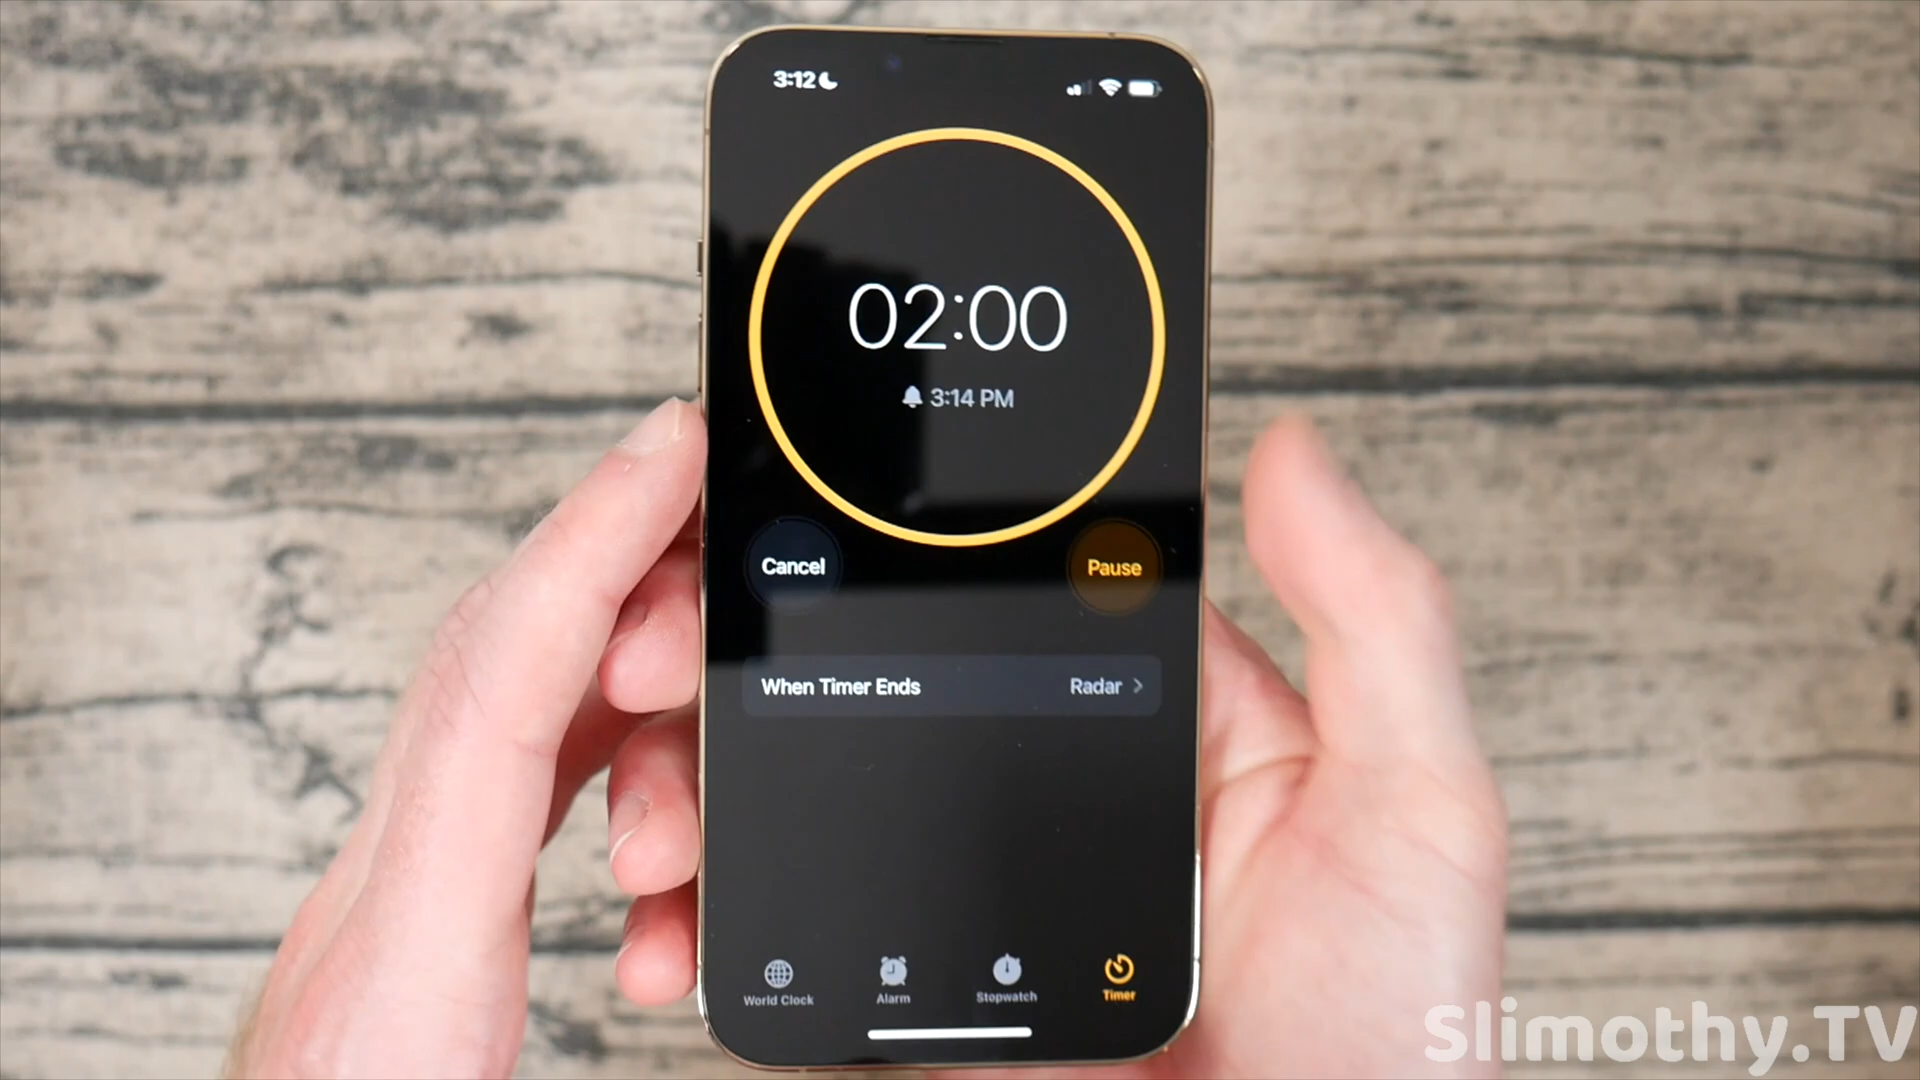 3:12
02:00
3:14 PM
Cancel
Pause
When Timer Ends
Radar
World Clock
Alarm
Stopwatch
Timer
Slimothy.TV